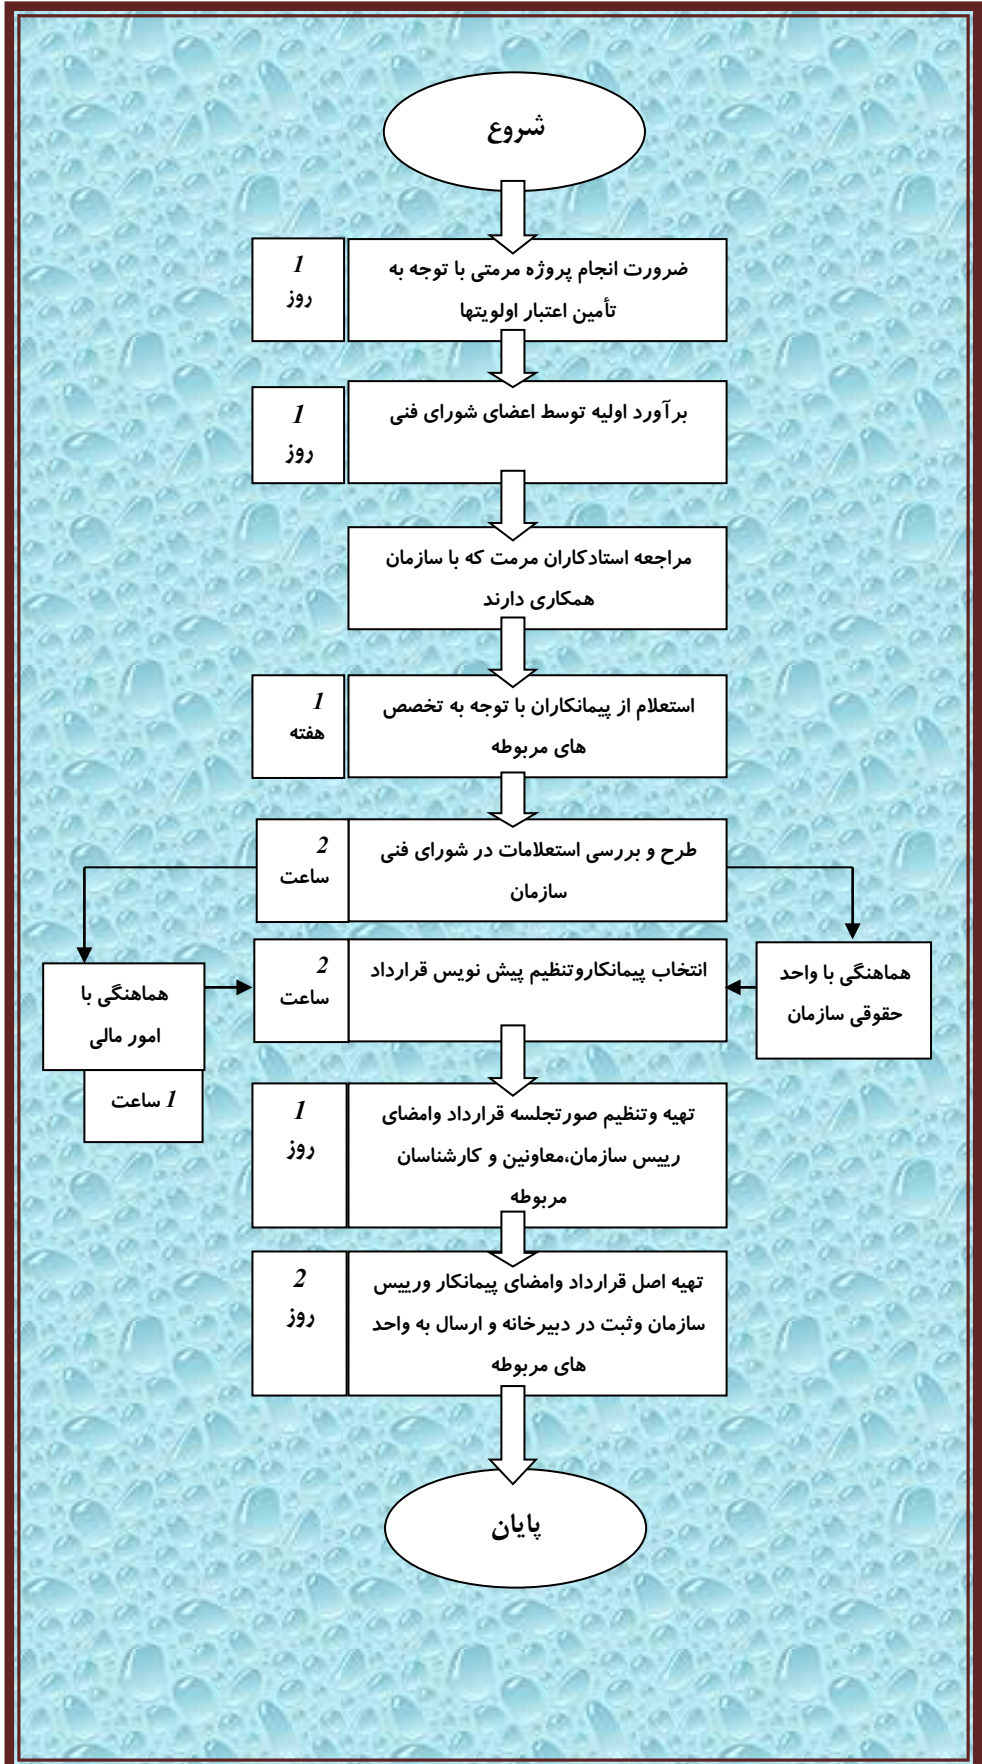 شروع
ضرورت انجام پروژه مرمتی با توجه به
تأمین اعتبار اولویتها
1
روز
برآورد اولیه توسط اعضای شورای فنی
1
روز
مراجعه استادکاران مرمت که با سازمان
همکاری دارند
استعلام از پیمانکاران با توجه به تخصص
های مربوطه
1
هفته
طرح و بررسی استعلامات در شورای فنی
سازمان
2
ساعت
هماهنگی با واحد
حقوقی سازمان
انتخاب پیمانکاروتنظیم پیش نویس قرارداد
2
ساعت
هماهنگی با
امور مالی
1 ساعت
تهیه وتنظیم صورتجلسه قرارداد وامضای
رییس سازمان،معاونین و کارشناسان
مربوطه
1
روز
تهیه اصل قرارداد وامضای پیمانکار ورییس
سازمان وثبت در دبیرخانه و ارسال به واحد
های مربوطه
2
روز
پایان